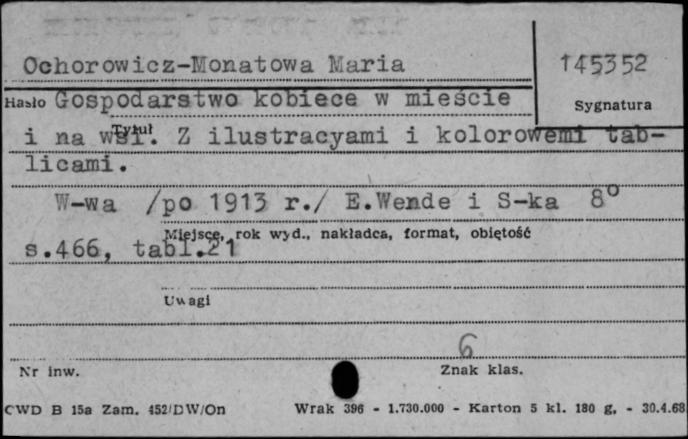 Ochorowicz-Monatowa Maria
145352
Hasło Gospodarstwo kobiece w mieście
Sygnatura
Tytuł
i na wsi. Z ilustracyami i kolorowemi tab-
licami.
W-wa /po 1913 r./ E.Wende i S-ka 8°
Miejsce, rok wyd., nakładca, format, objętość
s.466, tabl.21
Uwagi
6
Nr inw.
Znak klas.
CWD B 15a Zam. 452/DW/On Wrak 396 - 1.730.000 - Karton 5 kl. 180 g. - 30.4.68